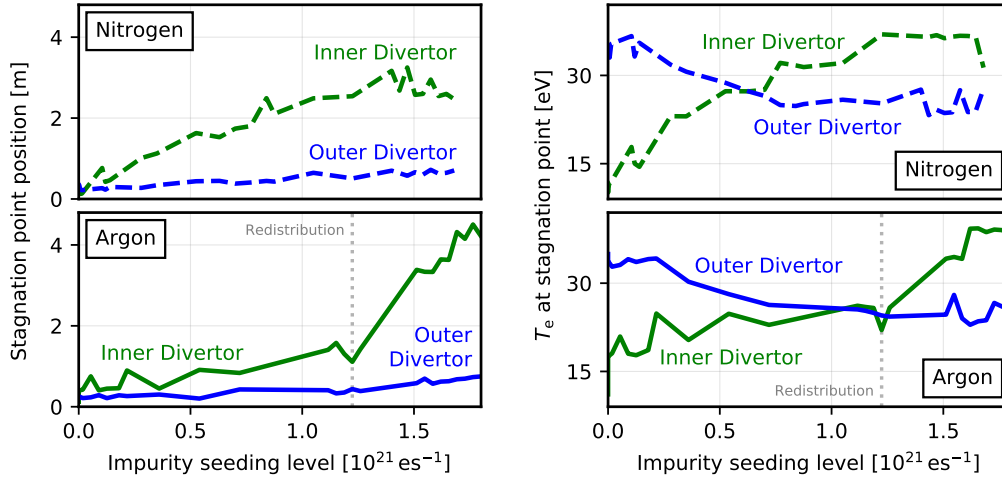 Stagnation point position [m]
4
2
0
Nitrogen
Inner Divertor
Outer Divertor
4
2
0
Argon
Redistribution
Inner Divertor
Outer
Divertor
0.0
0.5
1.0
1.5
Impurity seeding level [10²¹ es⁻¹]
Tₑ at stagnation point [eV]
30
15
Inner Divertor
Outer Divertor
Nitrogen
30
15
Outer Divertor
Inner Divertor
Redistribution
Argon
0.0
0.5
1.0
1.5
Impurity seeding level [10²¹ es⁻¹]